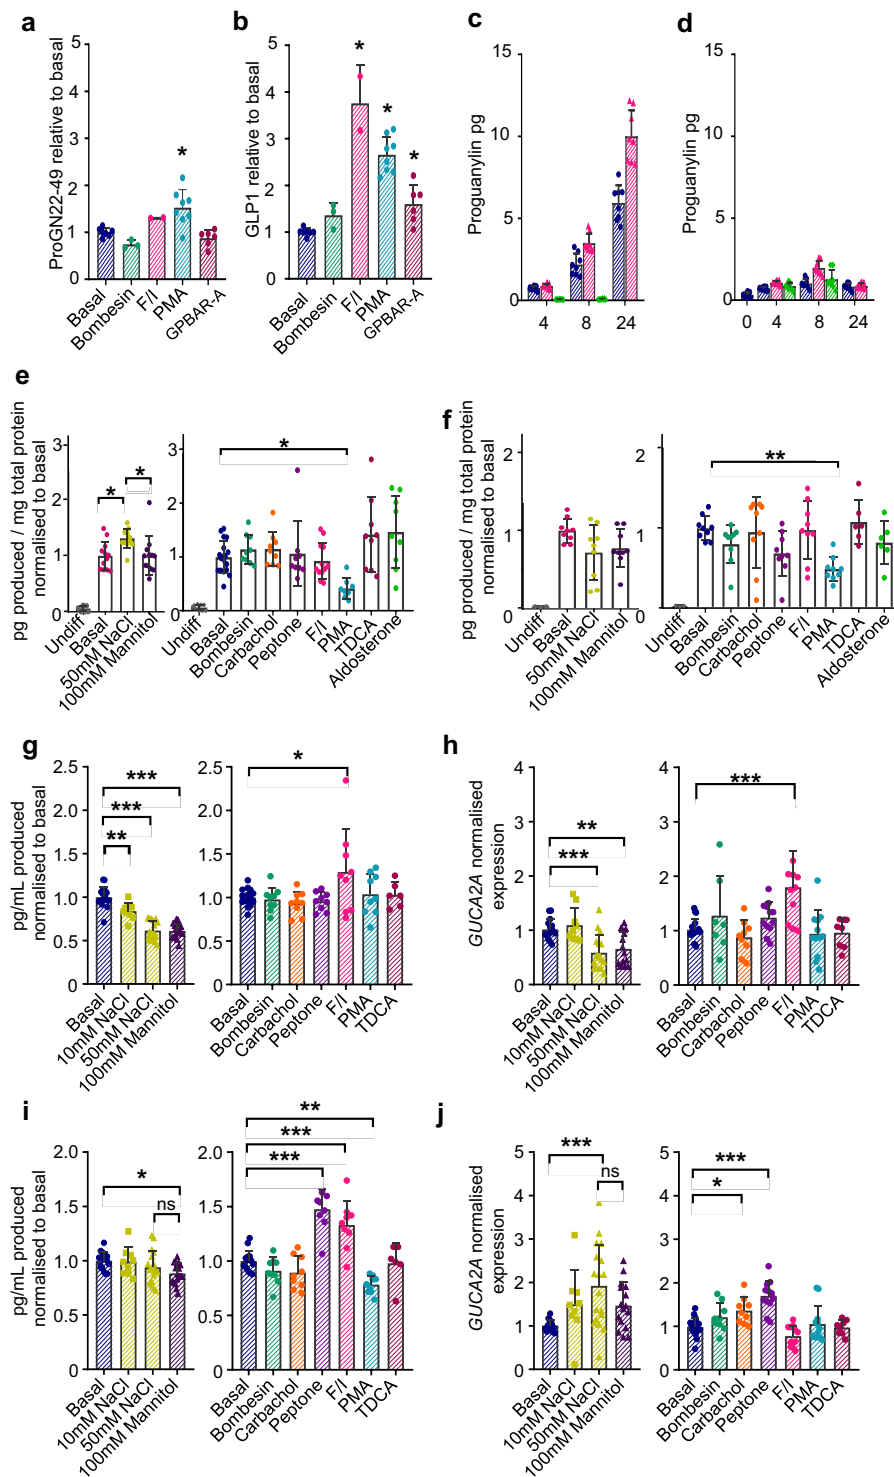 a
ProGN22-49 relative to basal
5
4
3
2
1
0
*
Basal
Bombesin
F/I
PMA
GPBAR-A
b
GLP1 relative to basal
5
4
3
2
1
0
*
*
*
Basal
Bombesin
F/I
PMA
GPBAR-A
c
Proguanylin pg
15
10
5
0
4
8
24
d
Proguanylin pg
15
10
5
0
0
4
8
24
e
pg produced / mg total protein
normalised to basal
3
2
1
0
*
*
Undiff
Basal
50mM NaCl
100mM Mannitol
3
2
1
0
*
Undiff
Basal
Bombesin
Carbachol
Peptone
F/I
PMA
TDCA
Aldosterone
f
pg produced / mg total protein
normalised to basal
2
1
0
Undiff
Basal
50mM NaCl
100mM Mannitol
2
1
0
**
Undiff
Basal
Bombesin
Carbachol
Peptone
F/I
PMA
TDCA
Aldosterone
g
pg/mL produced
normalised to basal
2.5
2.0
1.5
1.0
0.5
0
***
***
**
Basal
10mM NaCl
50mM NaCl
100mM Mannitol
2.5
2.0
1.5
1.0
0.5
0
*
Basal
Bombesin
Carbachol
Peptone
F/I
PMA
TDCA
h
GUCA2A normalised
expression
4
3
2
1
0
**
***
Basal
10mM NaCl
50mM NaCl
100mM Mannitol
4
3
2
1
0
***
Basal
Bombesin
Carbachol
Peptone
F/I
PMA
TDCA
i
pg/mL produced
normalised to basal
2.0
1.5
1.0
0.5
0
*
ns
Basal
10mM NaCl
50mM NaCl
100mM Mannitol
2.0
1.5
1.0
0.5
0
**
***
***
Basal
Bombesin
Carbachol
Peptone
F/I
PMA
TDCA
j
GUCA2A normalised
expression
5
4
3
2
1
0
***
ns
Basal
10mM NaCl
50mM NaCl
100mM Mannitol
5
4
3
2
1
0
***
*
Basal
Bombesin
Carbachol
Peptone
F/I
PMA
TDCA